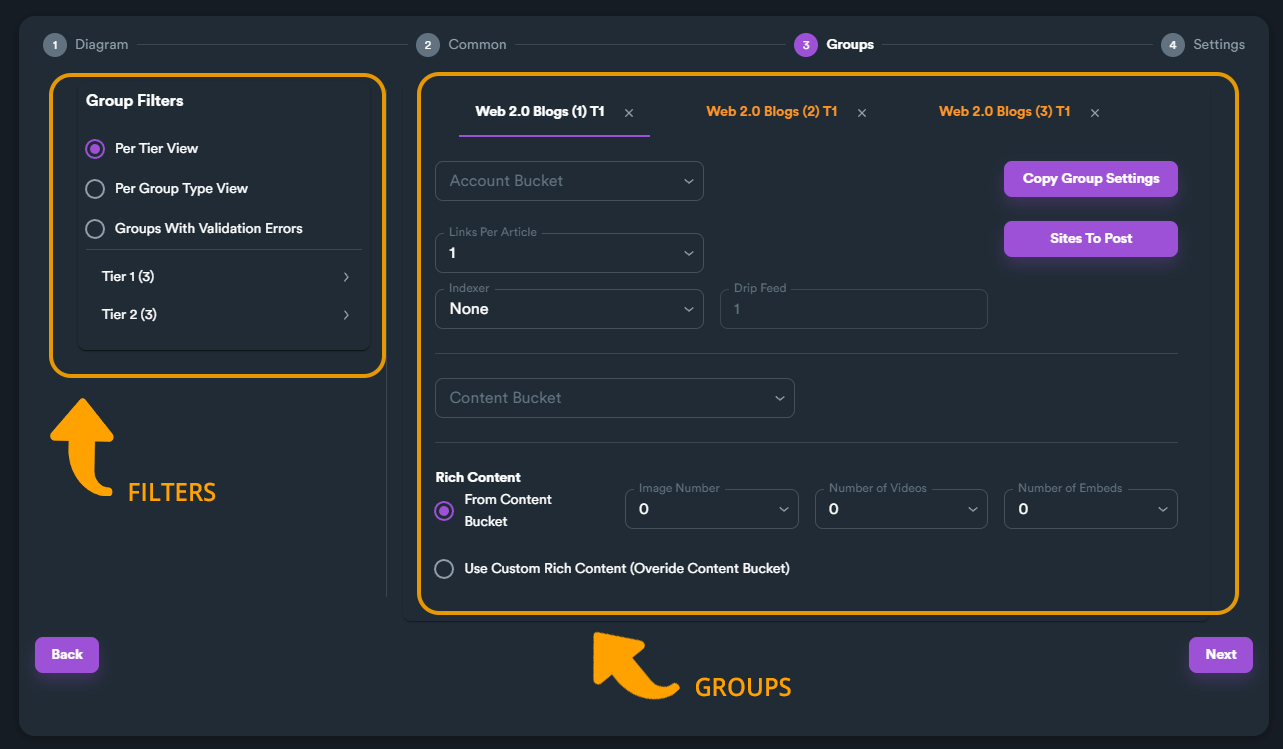 1 Diagram
2 Common
3 Groups
4 Settings
Group Filters
Per Tier View
Per Group Type View
Groups With Validation Errors
Tier 1 (3)
Tier 2 (3)
FILTERS
Web 2.0 Blogs (1) T1
Web 2.0 Blogs (2) T1
Web 2.0 Blogs (3) T1
Account Bucket
Copy Group Settings
Links Per Article
1
Sites To Post
Indexer
None
Drip Feed
1
Content Bucket
Rich Content
From Content
Bucket
Image Number
0
Number of Videos
0
Number of Embeds
0
Use Custom Rich Content (Overide Content Bucket)
GROUPS
Back
Next